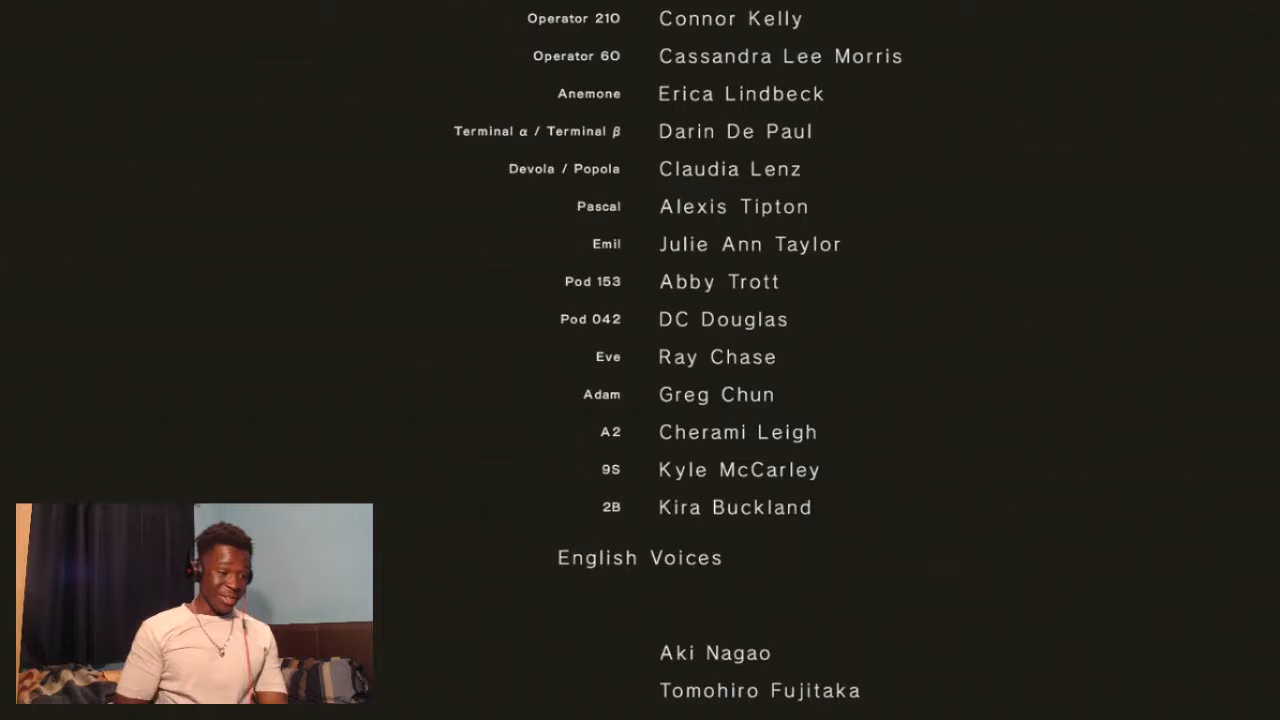 Operator 21O Connor Kelly
Operator 6O Cassandra Lee Morris
Anemone Erica Lindbeck
Terminal α / Terminal β Darin De Paul
Devola / Popola Claudia Lenz
Pascal Alexis Tipton
Emil Julie Ann Taylor
Pod 153 Abby Trott
Pod 042 DC Douglas
Eve Ray Chase
Adam Greg Chun
A2 Cherami Leigh
9S Kyle McCarley
2B Kira Buckland
English Voices
Aki Nagao
Tomohiro Fujitaka